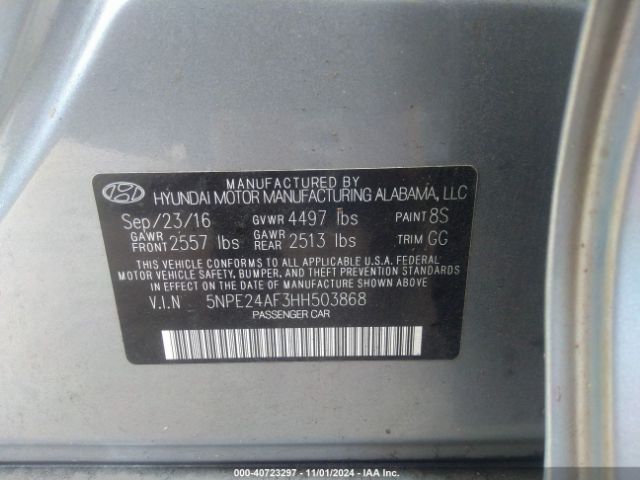 MANUFACTURED BY
HYUNDAI MOTOR MANUFACTURING ALABAMA, LLC
Sep/23/16 GVWR 4497 lbs PAINT 8S
GAWR FRONT 2557 lbs GAWR REAR 2513 lbs TRIM GG
THIS VEHICLE CONFORMS TO ALL APPLICABLE U.S.A. FEDERAL
MOTOR VEHICLE SAFETY, BUMPER, AND THEFT PREVENTION STANDARDS
IN EFFECT ON THE DATE OF MANUFACTURE SHOWN ABOVE
V.I.N 5NPE24AF3HH503868
PASSENGER CAR
000-40723297 - 11/01/2024 - IAA Inc.